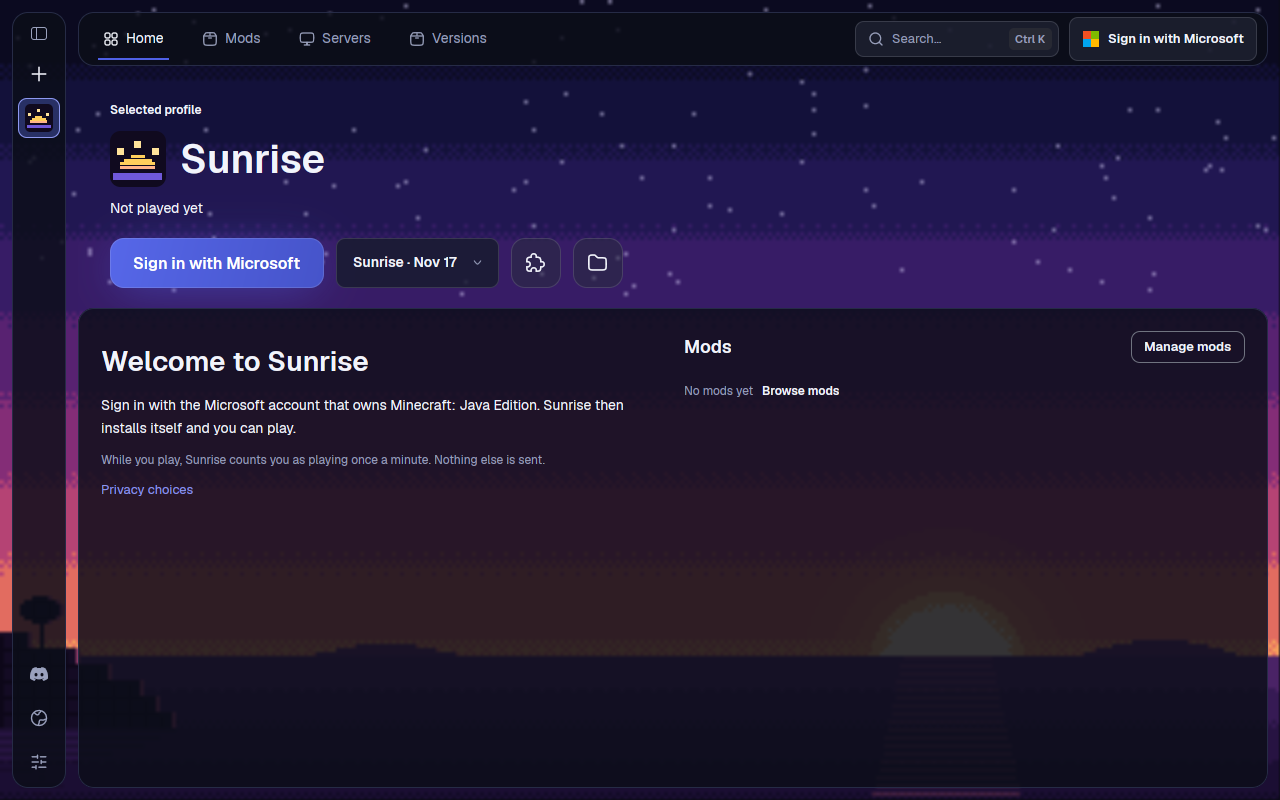 Home
Mods
Servers
Versions
Search...
Ctrl K
Sign in with Microsoft
Selected profile
Sunrise
Not played yet
Sign in with Microsoft
Sunrise · Nov 17
Welcome to Sunrise
Sign in with the Microsoft account that owns Minecraft: Java Edition. Sunrise then
installs itself and you can play.
While you play, Sunrise counts you as playing once a minute. Nothing else is sent.
Privacy choices
Mods
Manage mods
No mods yet Browse mods